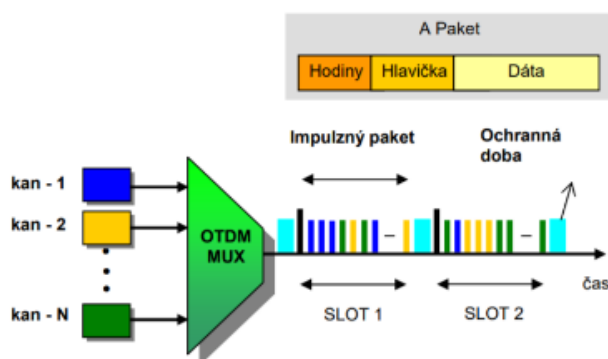 A Paket
Hodiny Hlavička Dáta
Impulzný paket
Ochranná
doba
kan - 1
kan - 2
OTDM
MUX
čas
kan - N
SLOT 1
SLOT 2